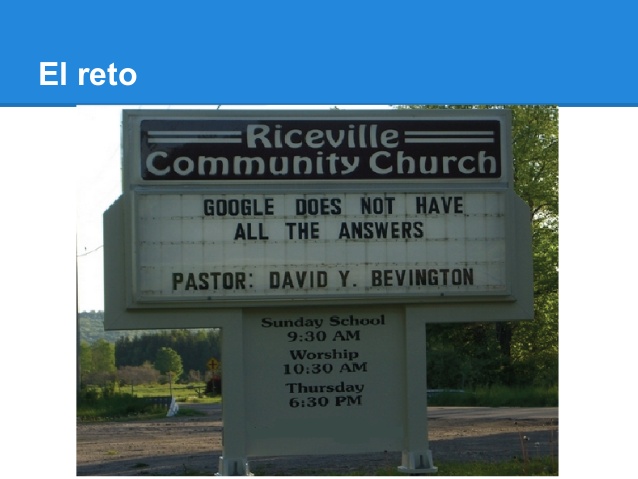 El reto
Riceville
Community Church
GOOGLE DOES NOT HAVE
ALL THE ANSWERS
PASTOR: DAVID Y. BEVINGTON
Sunday School
9:30 AM
Worship
10:30 AM
Thursday
6:30 PM